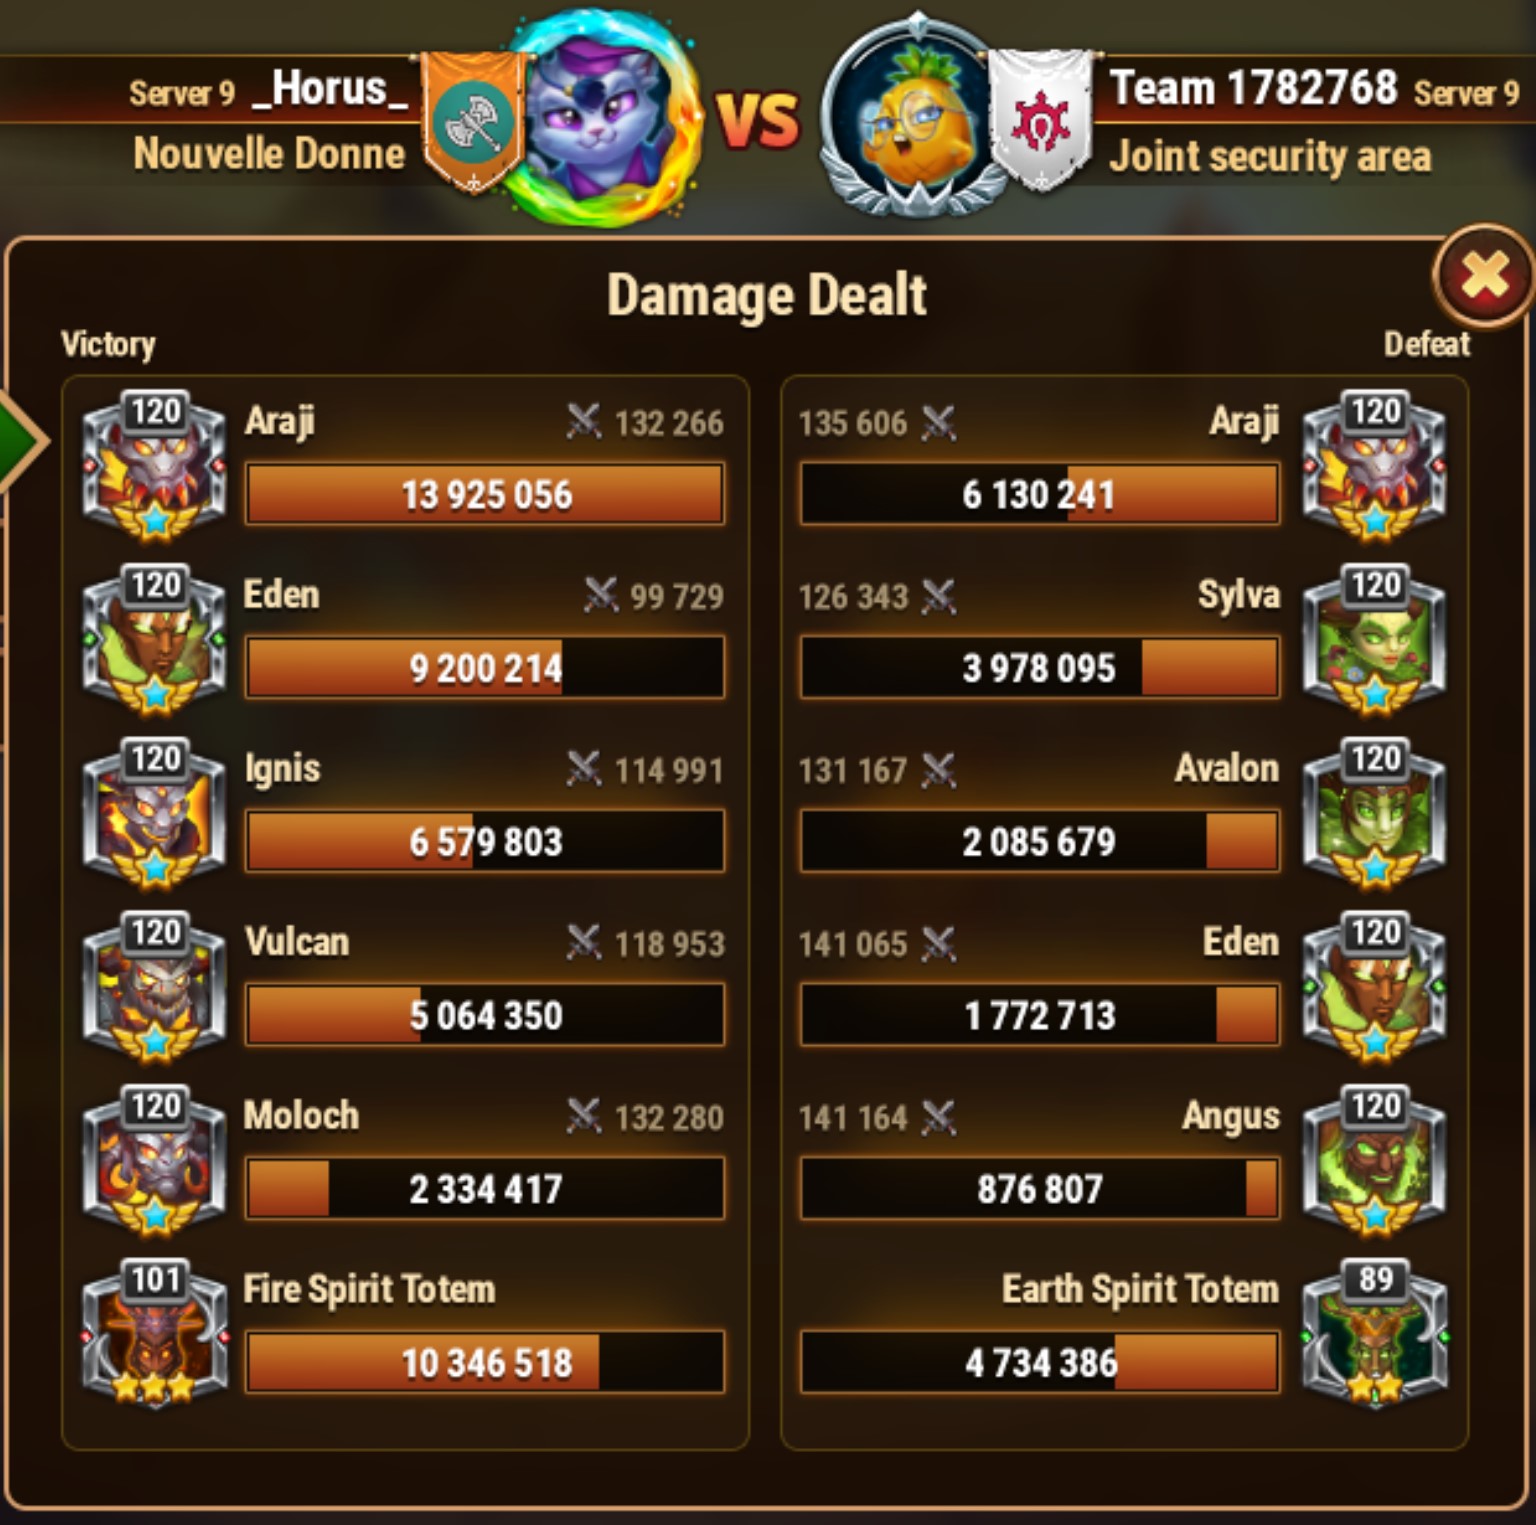 Server 9 _Horus_
Nouvelle Donne
VS
Team 1782768 Server 9
Joint security area
Damage Dealt
Victory
Defeat
120 Araji 132 266
13 925 056
120 Eden 99 729
9 200 214
120 Ignis 114 991
6 579 803
120 Vulcan 118 953
5 064 350
120 Moloch 132 280
2 334 417
101 Fire Spirit Totem
10 346 518
135 606 Araji 120
6 130 241
126 343 Sylva 120
3 978 095
131 167 Avalon 120
2 085 679
141 065 Eden 120
1 772 713
141 164 Angus 120
876 807
Earth Spirit Totem 89
4 734 386